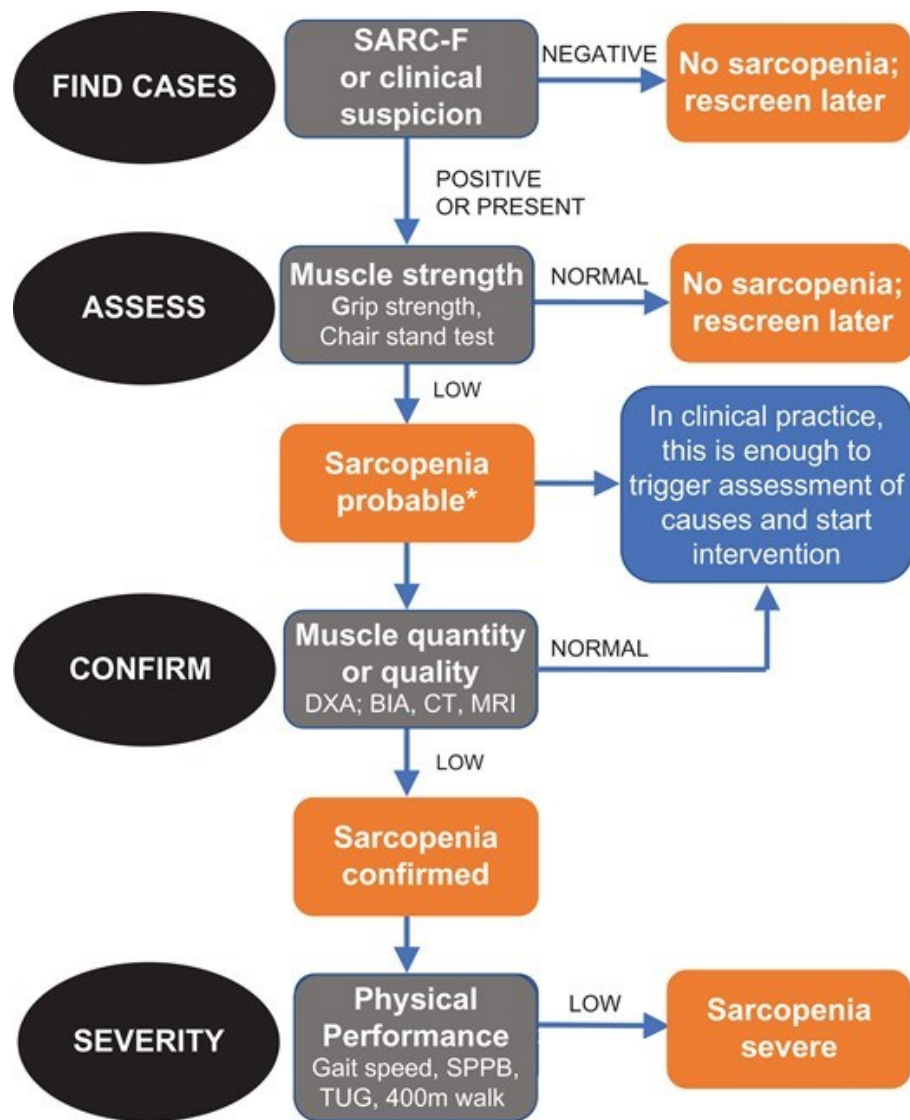 FIND CASES
SARC-F
or clinical
suspicion
NEGATIVE
No sarcopenia;
rescreen later
POSITIVE
OR PRESENT
ASSESS
Muscle strength
Grip strength,
Chair stand test
NORMAL
No sarcopenia;
rescreen later
LOW
Sarcopenia
probable*
In clinical practice,
this is enough to
trigger assessment of
causes and start
intervention
CONFIRM
Muscle quantity
or quality
DXA; BIA, CT, MRI
NORMAL
LOW
Sarcopenia
confirmed
SEVERITY
Physical
Performance
Gait speed, SPPB,
TUG, 400m walk
LOW
Sarcopenia
severe